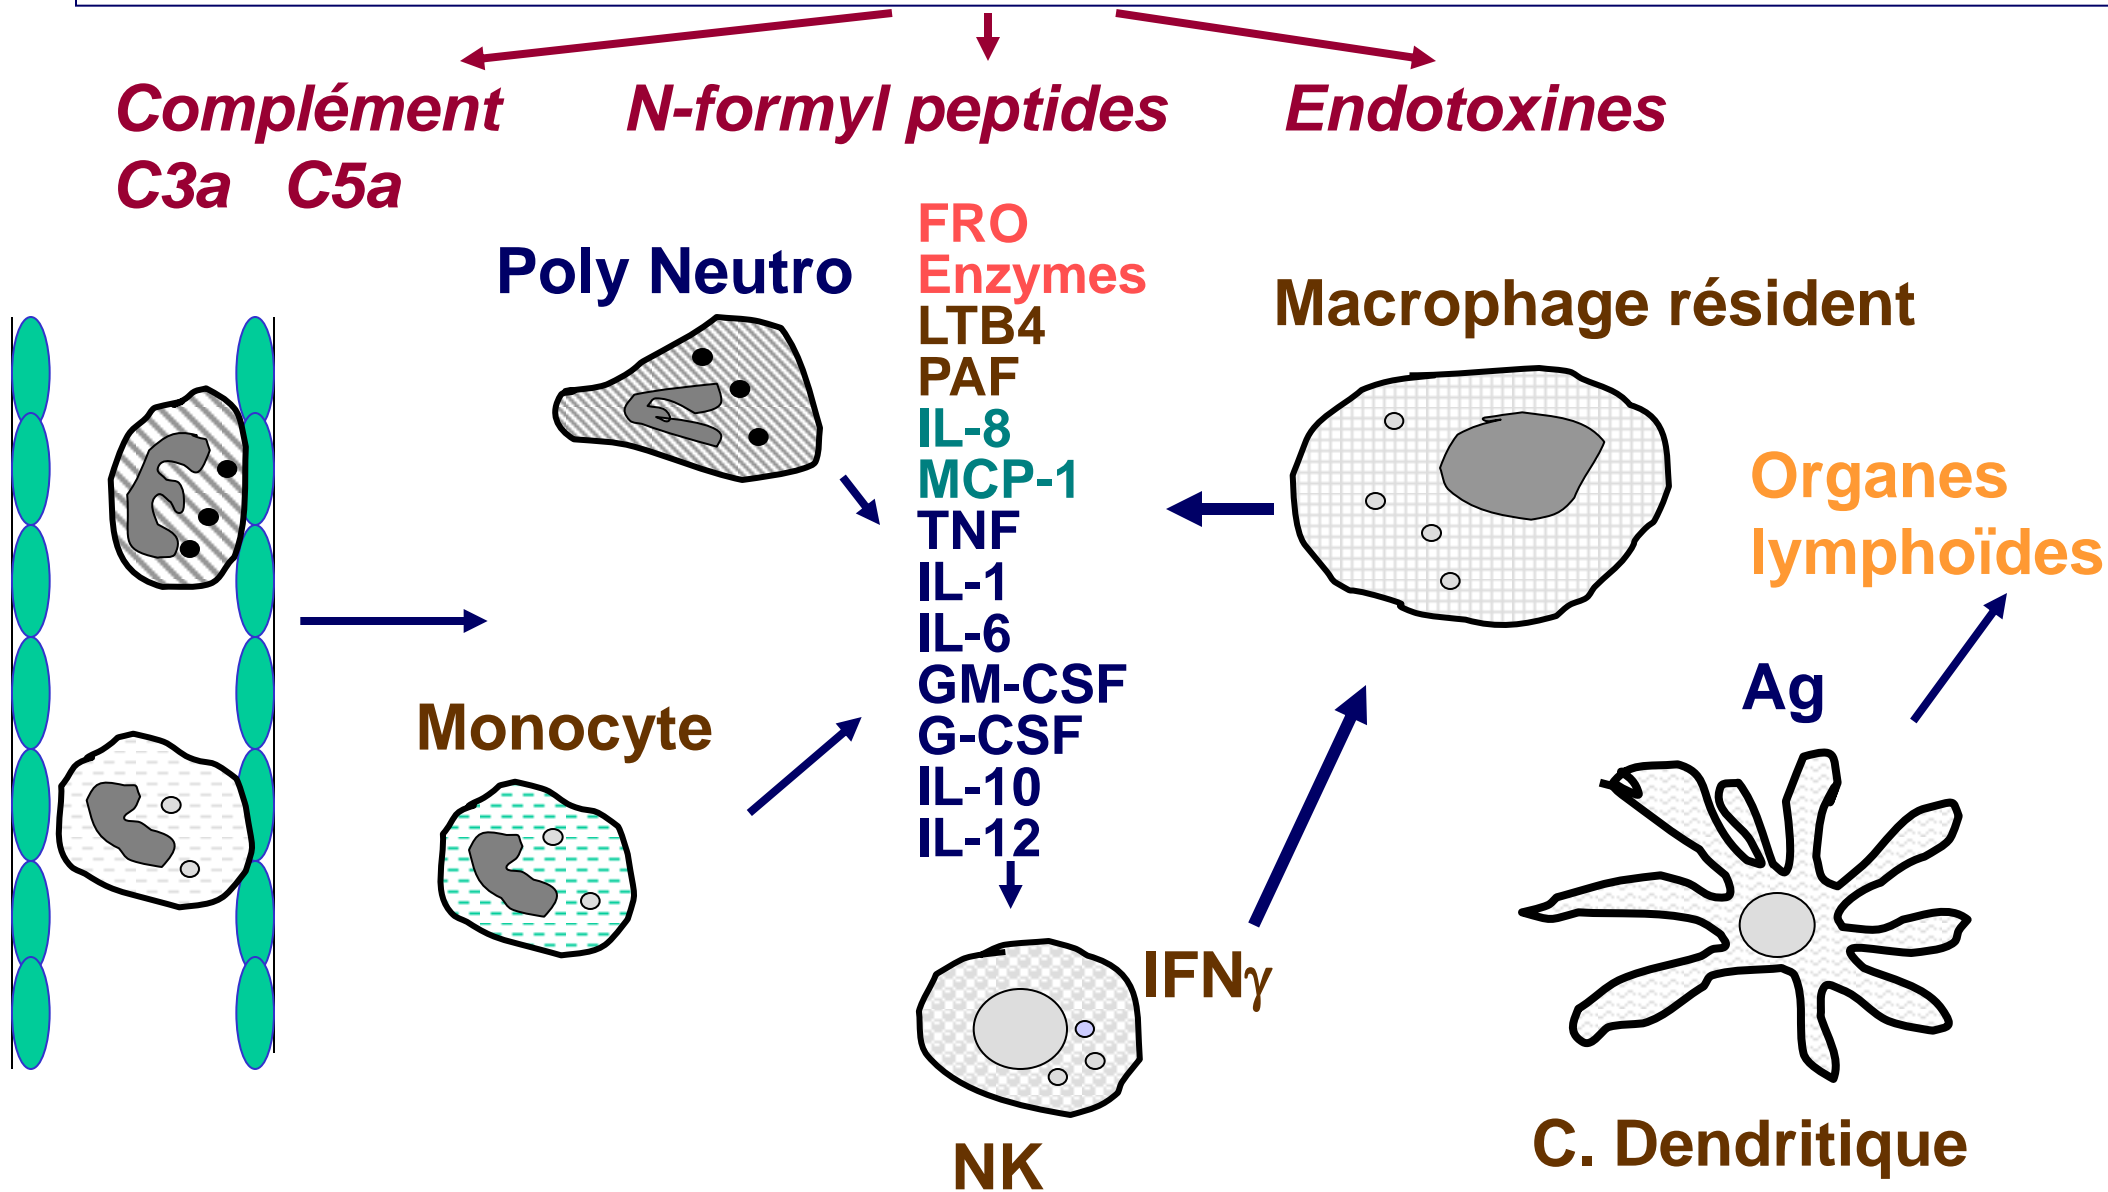 Complément
C3a C5a
N-formyl peptides
Endotoxines
FRO
Enzymes
LTB4
PAF
IL-8
MCP-1
TNF
IL-1
IL-6
GM-CSF
G-CSF
IL-10
IL-12
Poly Neutro
Macrophage résident
Organes
lymphoïdes
Monocyte
Ag
IFNγ
NK
C. Dendritique